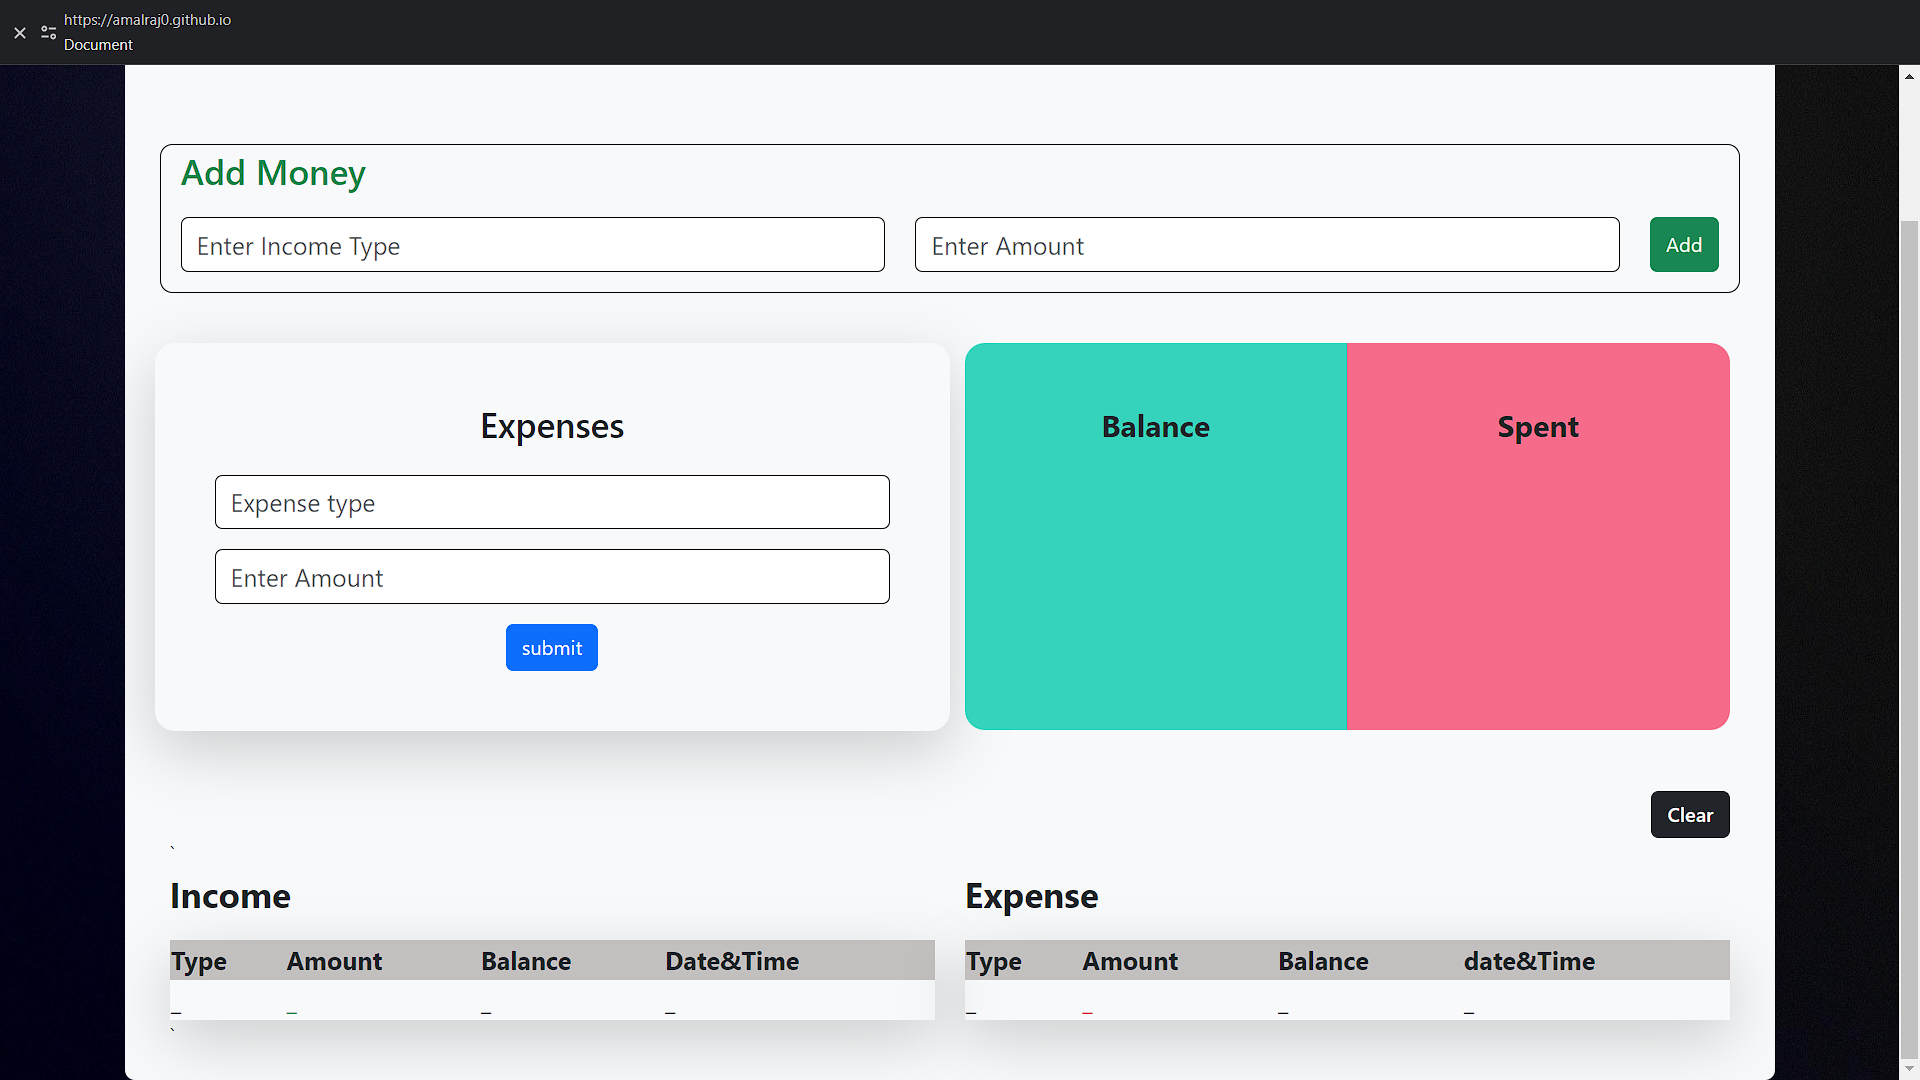 https://amalraj0.github.io
Document
Add Money
Enter Income Type
Enter Amount
Add
Expenses
Expense type
Enter Amount
submit
Balance
Spent
Clear
`
Income
Type Amount Balance Date&Time
_ _ _ _
`
Expense
Type Amount Balance date&Time
_ _ _ _